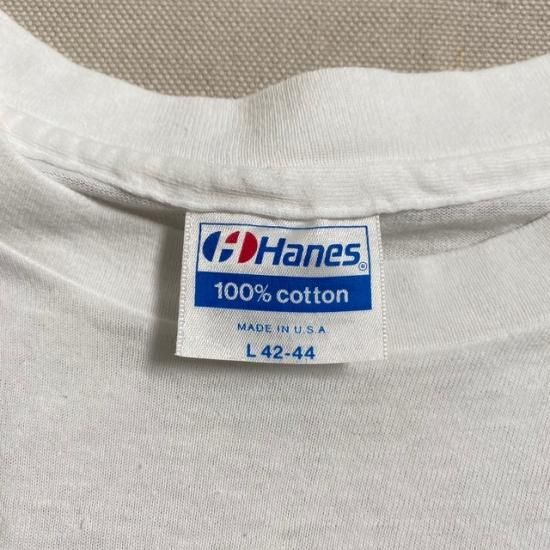 Hanes®
100% cotton
MADE IN U.S.A
L 42-44